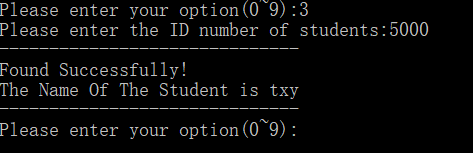 Please enter your option(0~9):3
Please enter the ID number of students:5000
------------------------------
Found Successfully!
The Name Of The Student is txy
------------------------------
Please enter your option(0~9):